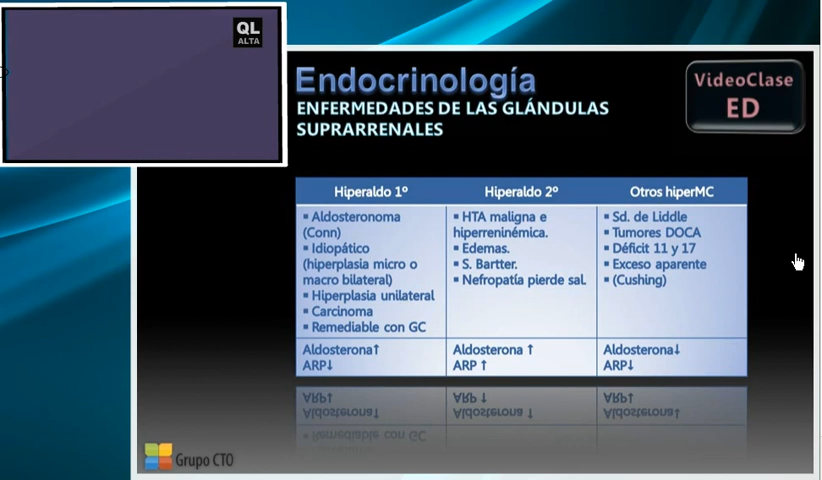 QL
ALTA
Endocrinología
ENFERMEDADES DE LAS GLÁNDULAS
SUPRARRENALES
VideoClase
ED
Hiperaldo 1º
Hiperaldo 2º
Otros hiperMC
▪ Aldosteronoma
(Conn)
▪ Idiopático
(hiperplasia micro o
macro bilateral)
▪ Hiperplasia unilateral
▪ Carcinoma
▪ Remediable con GC
▪ HTA maligna e
hiperreninémica.
▪ Edemas.
▪ S. Bartter.
▪ Nefropatía pierde sal.
▪ Sd. de Liddle
▪ Tumores DOCA
▪ Déficit 11 y 17
▪ Exceso aparente
▪ (Cushing)
Aldosterona↑
ARP↓
Aldosterona ↑
ARP ↑
Aldosterona↓
ARP↓
Grupo CTO